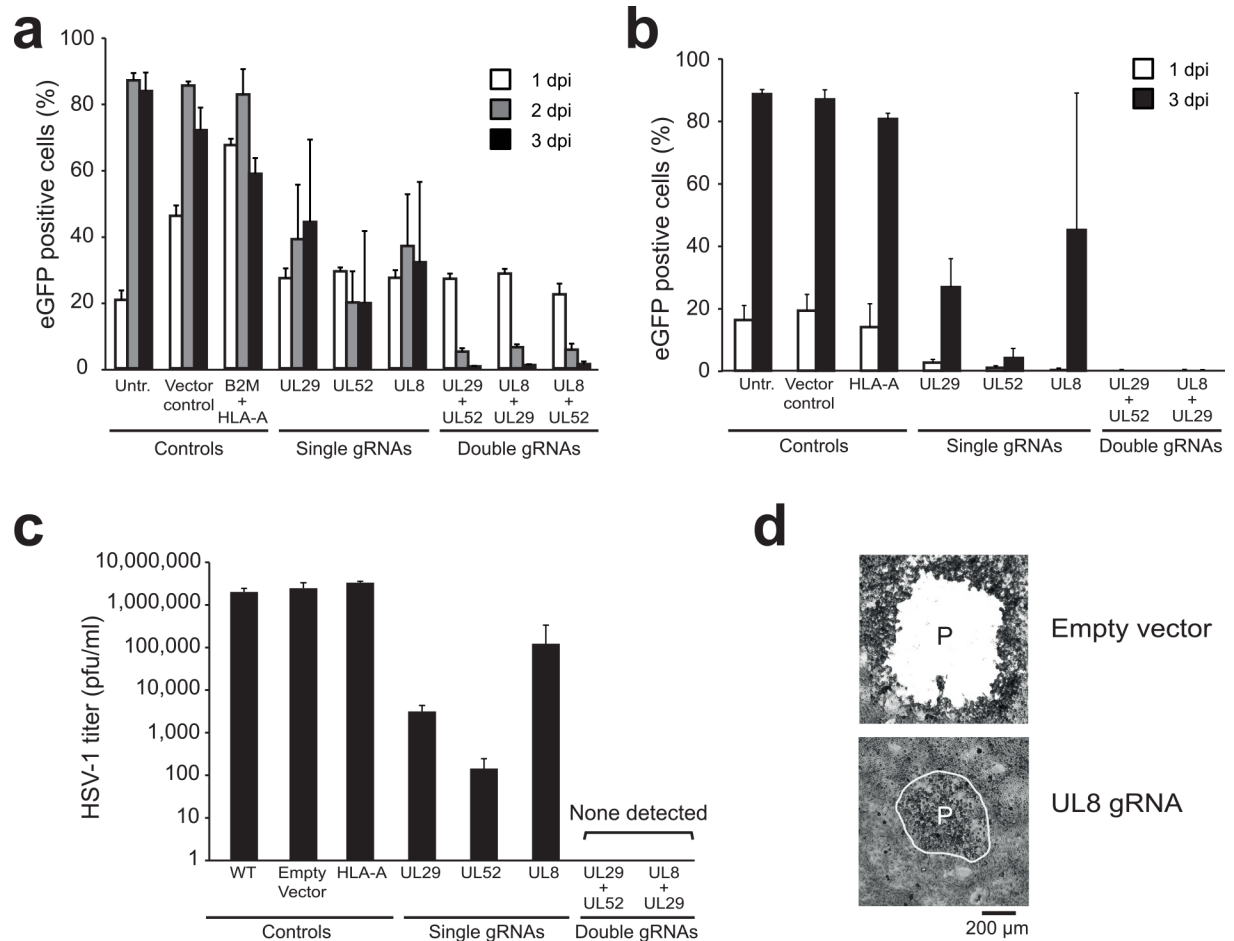 a
eGFP positive cells (%)
100
80
60
40
20
0
1 dpi
2 dpi
3 dpi
Untr.
Vector
control
B2M
+
HLA-A
UL29
UL52
UL8
UL29
+
UL52
UL8
+
UL29
UL8
+
UL52
Controls
Single gRNAs
Double gRNAs
b
eGFP postive cells (%)
100
80
60
40
20
0
1 dpi
3 dpi
Untr.
Vector
control
HLA-A
UL29
UL52
UL8
UL29
+
UL52
UL8
+
UL29
Controls
Single gRNAs
Double gRNAs
c
HSV-1 titer (pfu/ml)
10,000,000
1,000,000
100,000
10,000
1,000
100
10
1
None detected
WT
Empty
Vector
HLA-A
UL29
UL52
UL8
UL29
+
UL52
UL8
+
UL29
Controls
Single gRNAs
Double gRNAs
d
P
Empty vector
P
UL8 gRNA
200 µm